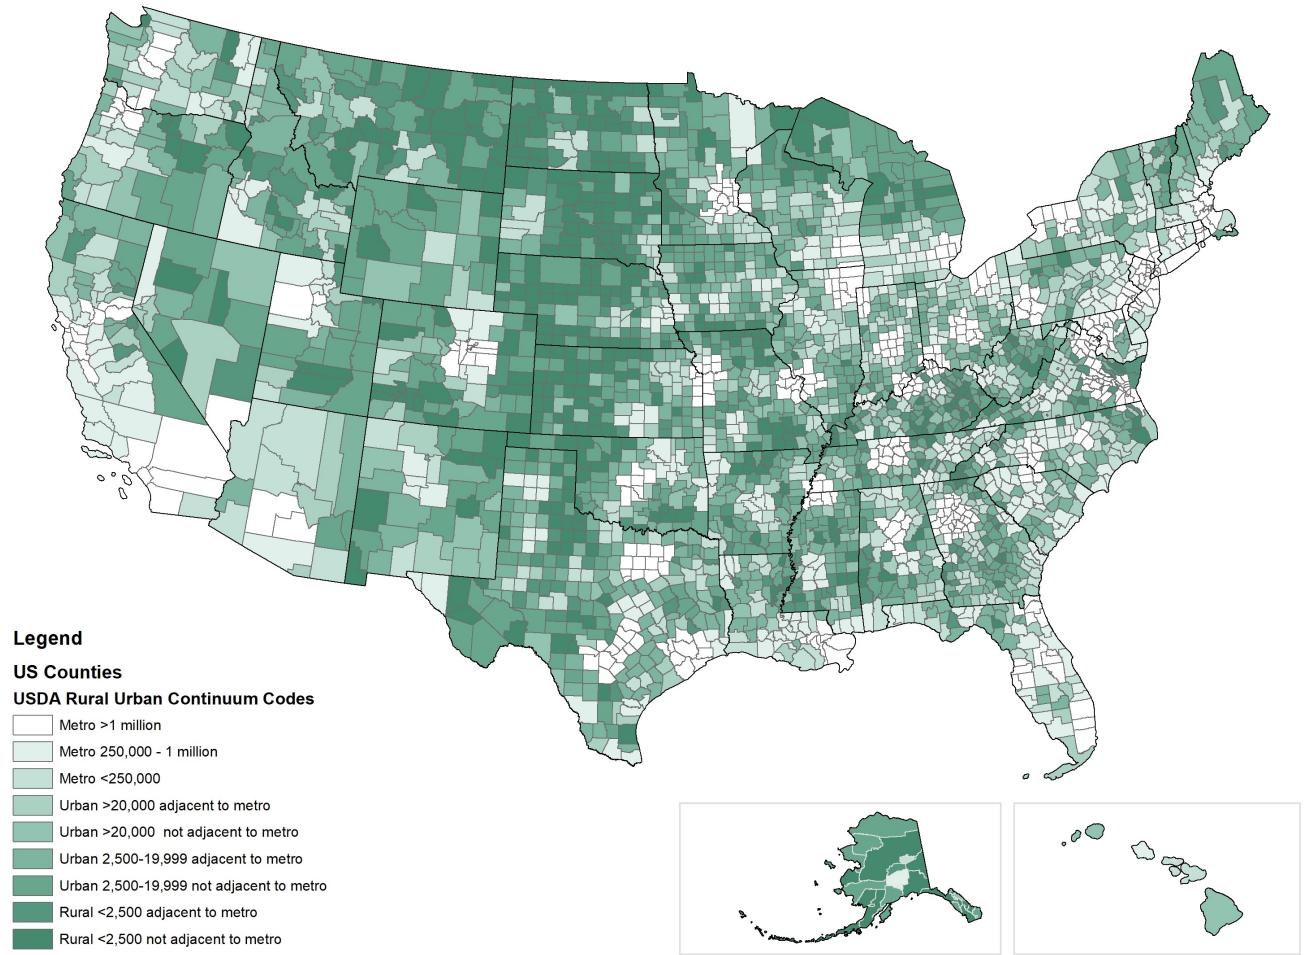 Legend
US Counties
USDA Rural Urban Continuum Codes
Metro >1 million
Metro 250,000 - 1 million
Metro <250,000
Urban >20,000 adjacent to metro
Urban >20,000 not adjacent to metro
Urban 2,500-19,999 adjacent to metro
Urban 2,500-19,999 not adjacent to metro
Rural <2,500 adjacent to metro
Rural <2,500 not adjacent to metro